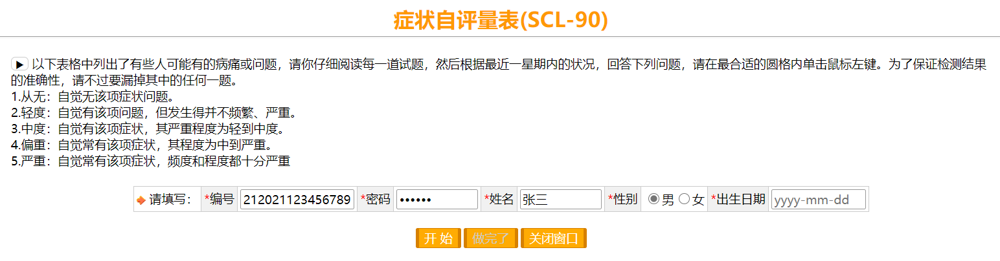 症状自评量表(SCL-90)
以下表格中列出了有些人可能有的病痛或问题，请你仔细阅读每一道试题，然后根据最近一星期内的状况，回答下列问题，请在最合适的圆格内单击鼠标左键。为了保证检测结果
的准确性，请不过要漏掉其中的任何一题。
1.从无：自觉无该项症状问题。
2.轻度：自觉有该项问题，但发生得并不频繁、严重。
3.中度：自觉有该项症状，其严重程度为轻到中度。
4.偏重：自觉常有该项症状，其程度为中到严重。
5.严重：自觉常有该项症状，频度和程度都十分严重
请填写： *编号 212021123456789 *密码 •••••• *姓名 张三 *性别 男 女 *出生日期 yyyy-mm-dd
开 始 做完了 关闭窗口